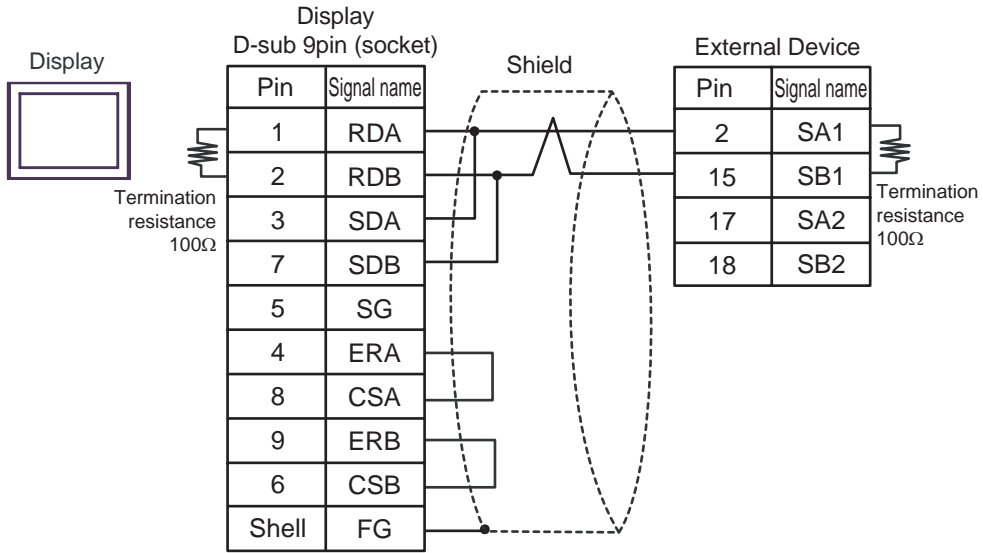 Display
Display
D-sub 9pin (socket)
Pin Signal name
1 RDA
2 RDB
3 SDA
7 SDB
5 SG
4 ERA
8 CSA
9 ERB
6 CSB
Shell FG
Termination
resistance
100Ω
Shield
External Device
Pin Signal name
2 SA1
15 SB1
17 SA2
18 SB2
Termination
resistance
100Ω